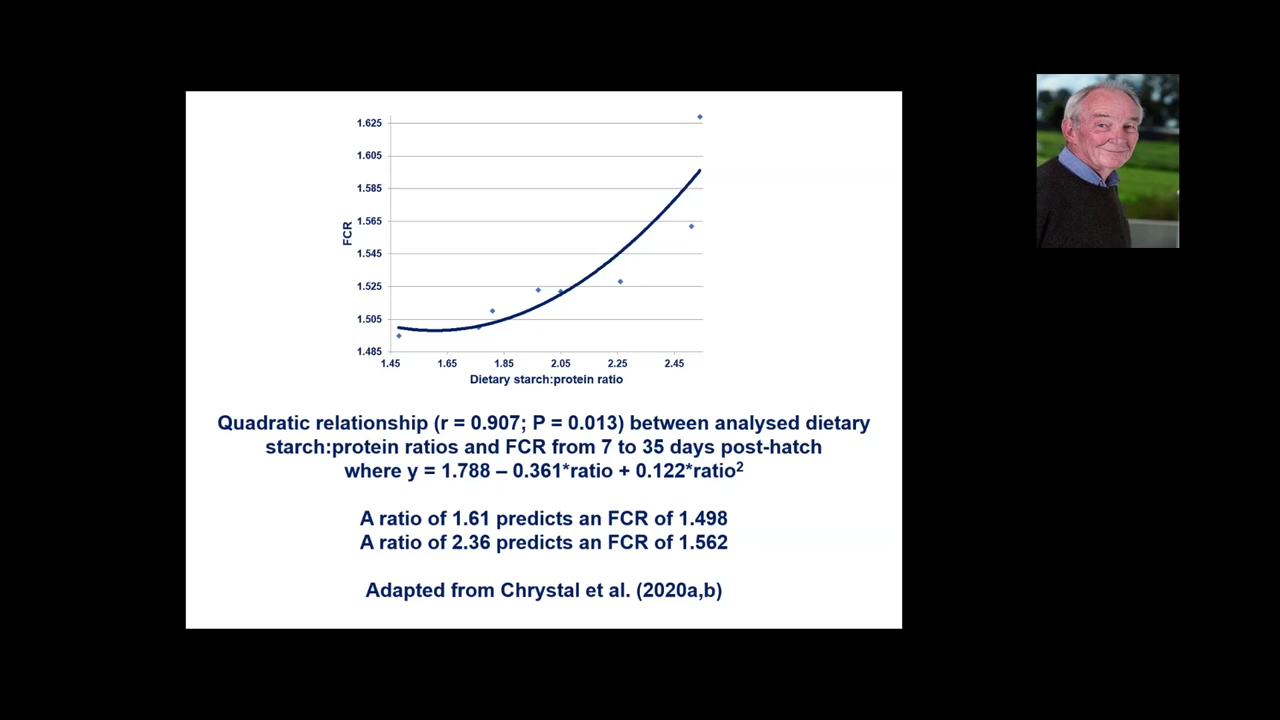 1.625
1.605
1.585
1.565
1.545
1.525
1.505
1.485
FCR
1.45 1.65 1.85 2.05 2.25 2.45
Dietary starch:protein ratio
Quadratic relationship (r = 0.907; P = 0.013) between analysed dietary
starch:protein ratios and FCR from 7 to 35 days post-hatch
where y = 1.788 – 0.361*ratio + 0.122*ratio²
A ratio of 1.61 predicts an FCR of 1.498
A ratio of 2.36 predicts an FCR of 1.562
Adapted from Chrystal et al. (2020a,b)